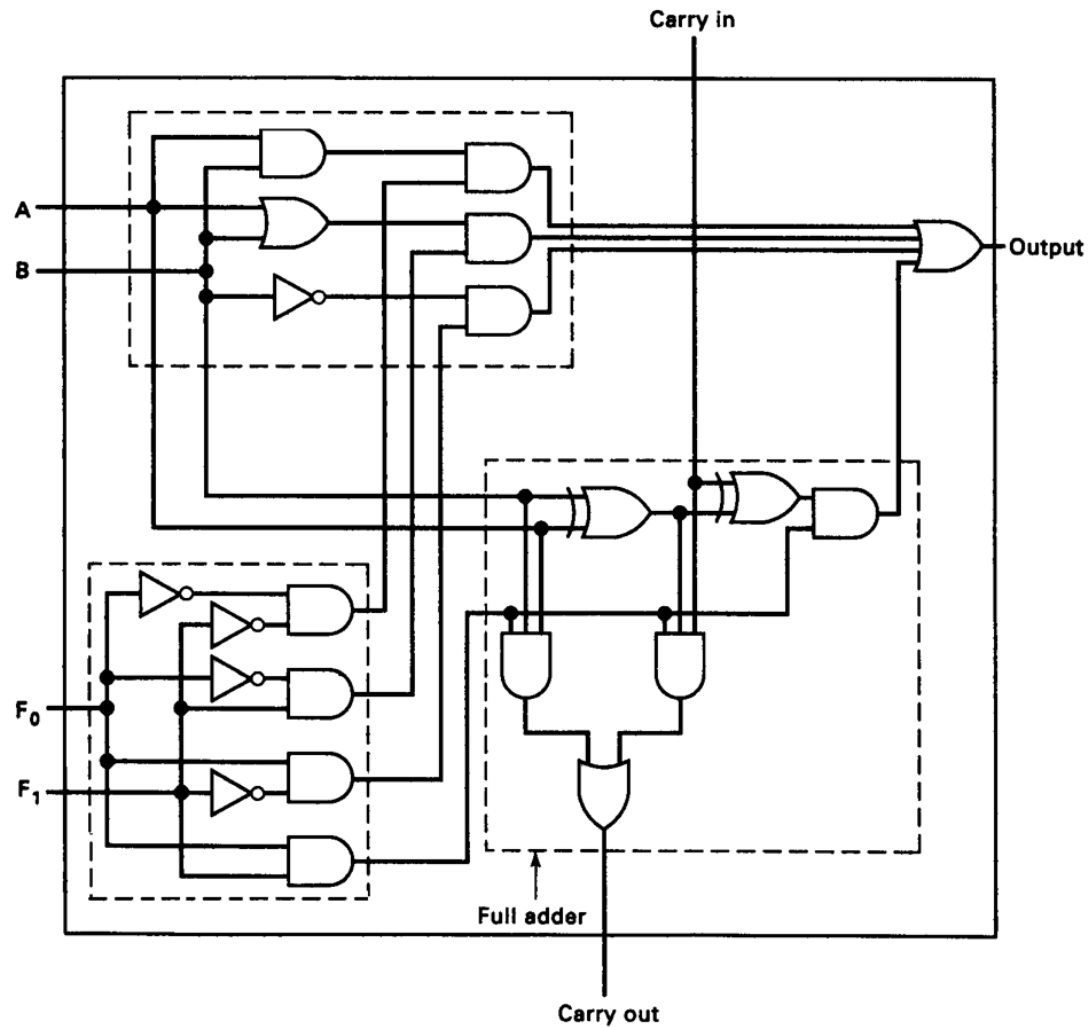 Carry in
A
B
Output
F₀
F₁
Full adder
Carry out